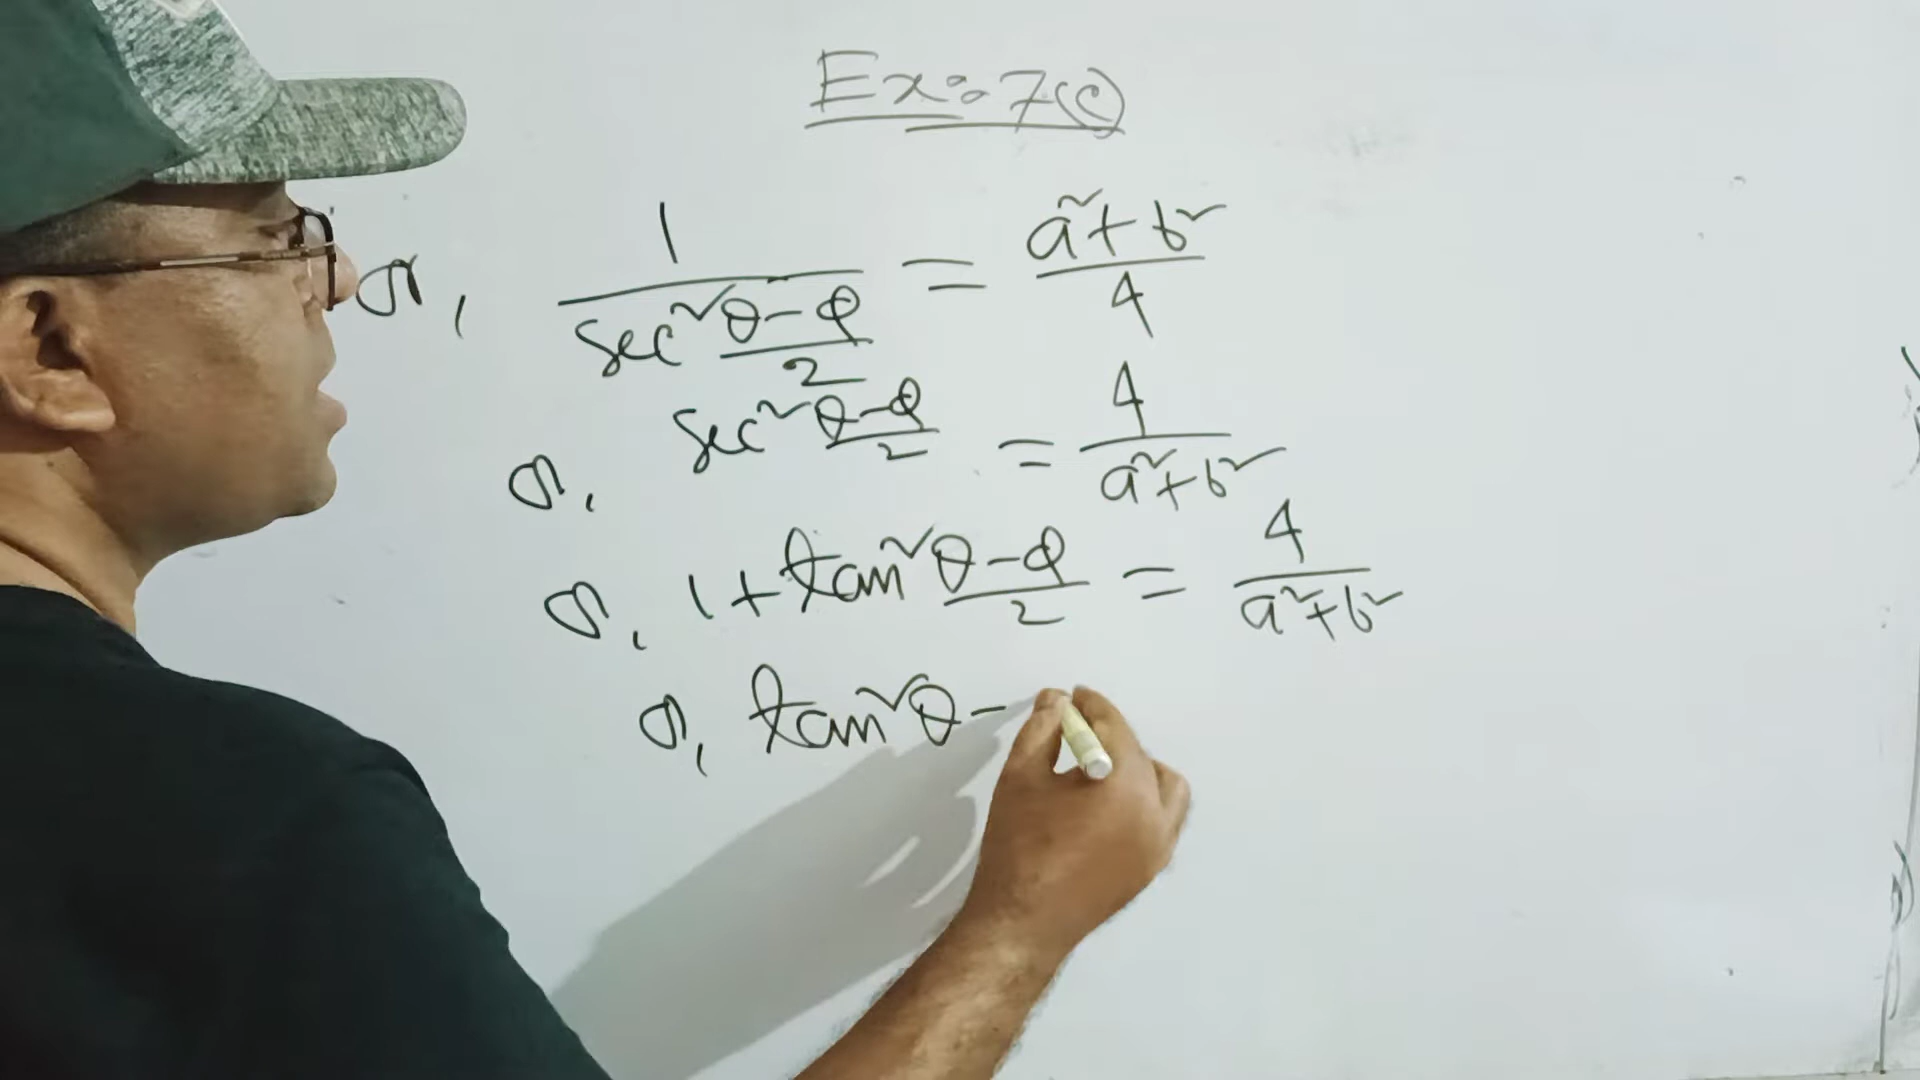 Ex: 7(c)
or, 1/(sec²(θ-φ)/2) = (a²+b²)/4
or, sec²(θ-φ)/2 = 4/(a²+b²)
or, 1+tan²(θ-φ)/2 = 4/(a²+b²)
or, tan²θ-